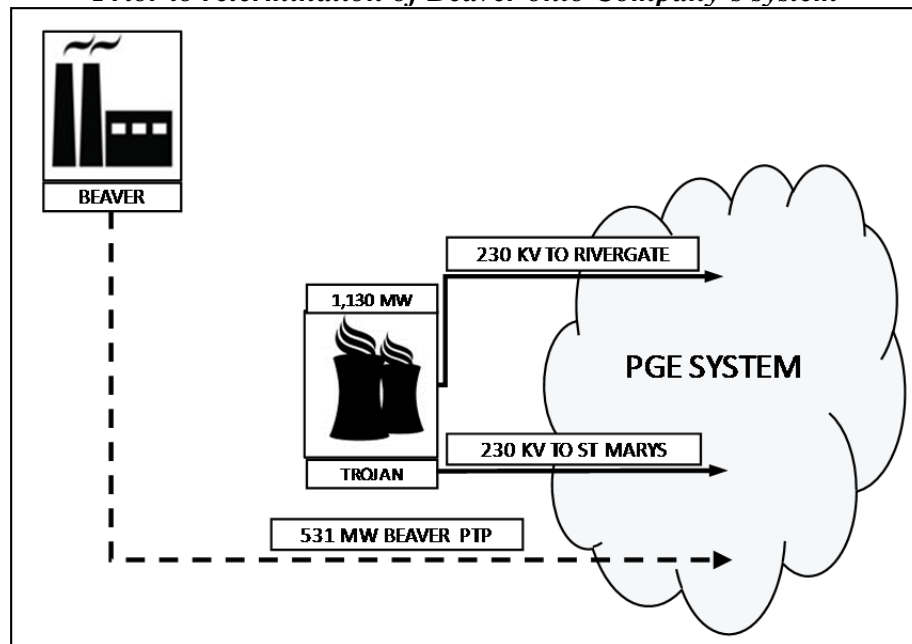 BEAVER
230 KV TO RIVERGATE
1,130 MW
PGE SYSTEM
230 KV TO ST MARYS
TROJAN
531 MW BEAVER PTP